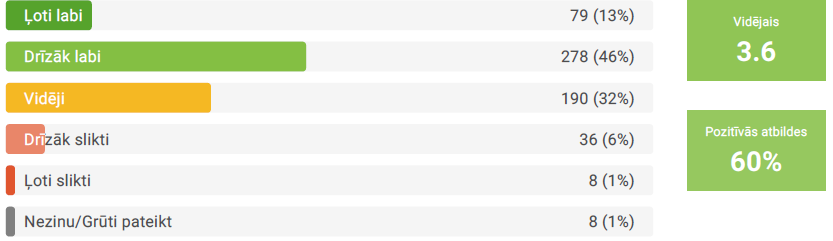 Ļoti labi 79 (13%)
Drīzāk labi 278 (46%)
Vidēji 190 (32%)
Drīzāk slikti 36 (6%)
Ļoti slikti 8 (1%)
Nezinu/Grūti pateikt 8 (1%)
Vidējais
3.6
Pozitīvās atbildes
60%